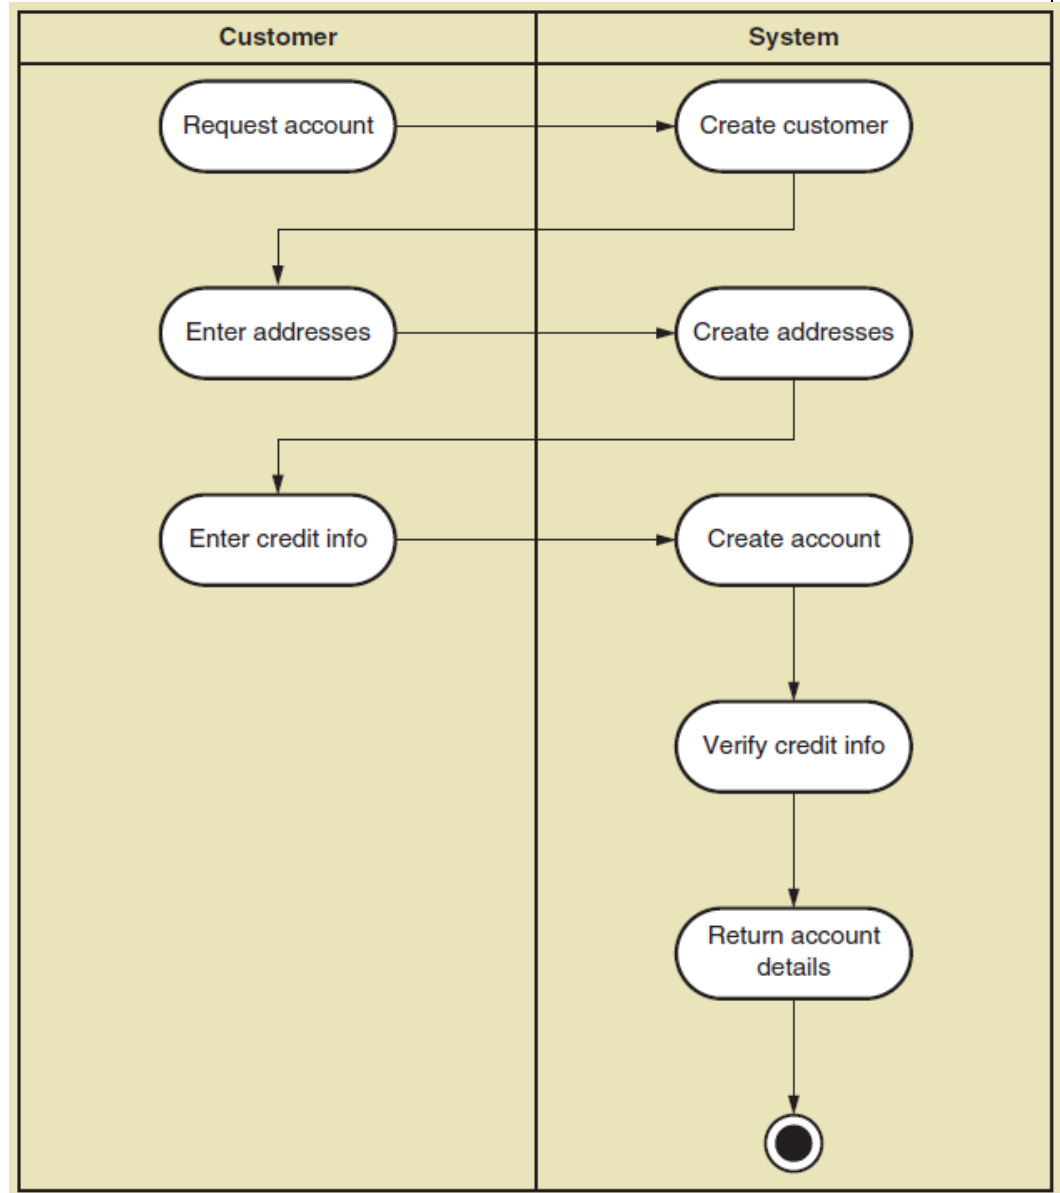 Customer
System
Request account
Create customer
Enter addresses
Create addresses
Enter credit info
Create account
Verify credit info
Return account
details